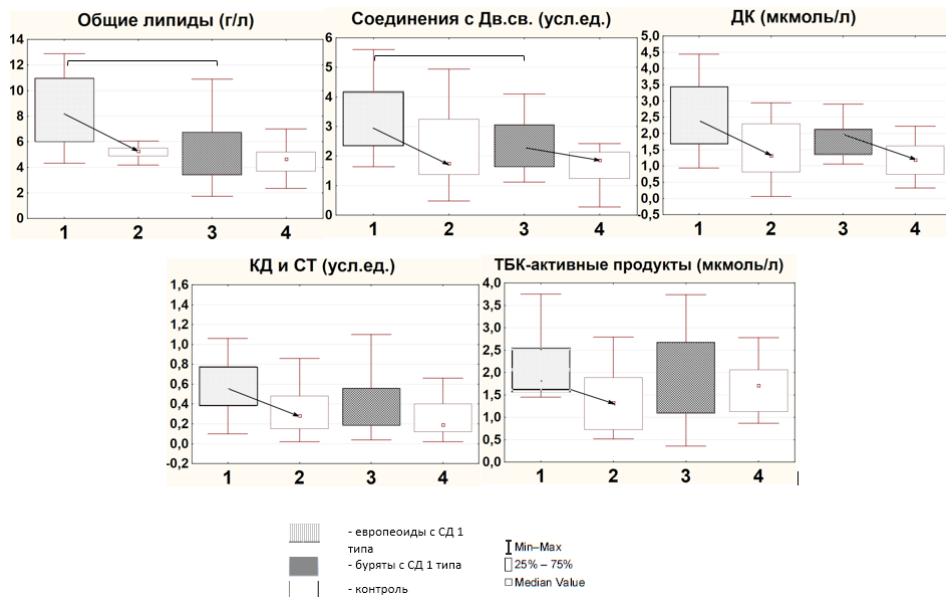 Общие липиды (г/л)
14
12
10
8
6
4
2
0
1 2 3 4
Соединения с Дв.св. (усл.ед.)
6
5
4
3
2
1
0
1 2 3 4
ДК (мкмоль/л)
5,0
4,5
4,0
3,5
3,0
2,5
2,0
1,5
1,0
0,5
0,0
-0,5
1 2 3 4
КД и СТ (усл.ед.)
1,6
1,4
1,2
1,0
0,8
0,6
0,4
0,2
0,0
-0,2
1 2 3 4
ТБК-активные продукты (мкмоль/л)
4,0
3,5
3,0
2,5
2,0
1,5
1,0
0,5
0,0
1 2 3 4
- европеоиды с СД 1
типа
- буряты с СД 1 типа
- контроль
Min–Max
25% – 75%
Median Value